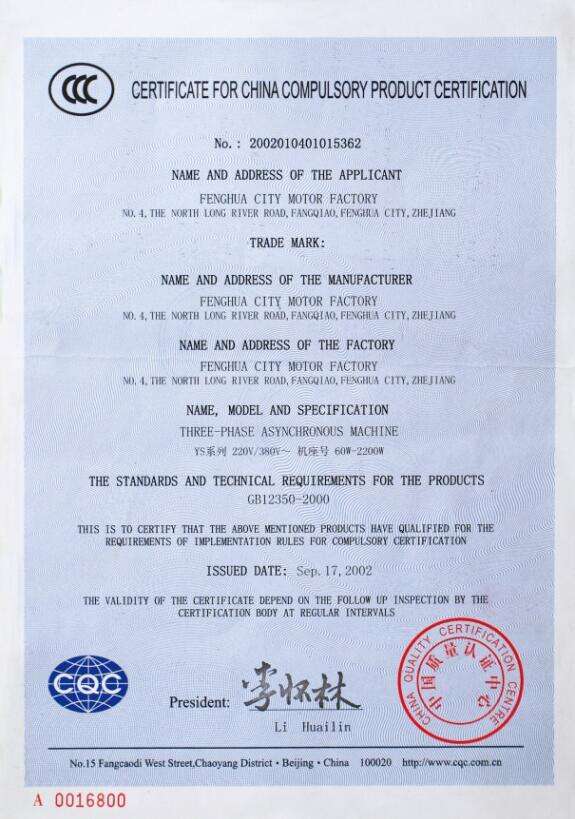 CCC
CERTIFICATE FOR CHINA COMPULSORY PRODUCT CERTIFICATION
No.: 2002010401015362
NAME AND ADDRESS OF THE APPLICANT
FENGHUA CITY MOTOR FACTORY
NO. 4, THE NORTH LONG RIVER ROAD, FANGQIAO, FENGHUA CITY, ZHEJIANG
TRADE MARK:
NAME AND ADDRESS OF THE MANUFACTURER
FENGHUA CITY MOTOR FACTORY
NO. 4, THE NORTH LONG RIVER ROAD, FANGQIAO, FENGHUA CITY, ZHEJIANG
NAME AND ADDRESS OF THE FACTORY
FENGHUA CITY MOTOR FACTORY
NO. 4, THE NORTH LONG RIVER ROAD, FANGQIAO, FENGHUA CITY, ZHEJIANG
NAME, MODEL AND SPECIFICATION
THREE-PHASE ASYNCHRONOUS MACHINE
YS系列 220V/380V～ 机座号 60W-2200W
THE STANDARDS AND TECHNICAL REQUIREMENTS FOR THE PRODUCTS
GB12350-2000
THIS IS TO CERTIFY THAT THE ABOVE MENTIONED PRODUCTS HAVE QUALIFIED FOR THE
REQUIREMENTS OF IMPLEMENTATION RULES FOR COMPULSORY CERTIFICATION
ISSUED DATE: Sep. 17, 2002
THE VALIDITY OF THE CERTIFICATE DEPEND ON THE FOLLOW UP INSPECTION BY THE
CERTIFICATION BODY AT REGULAR INTERVALS
CQC
President: 李怀林
Li Huailin
CHINA QUALITY CERTIFICATION CENTRE
中国质量认证中心
No.15 Fangcaodi West Street,Chaoyang District · Beijing · China 100020 http://www.cqc.com.cn
A 0016800